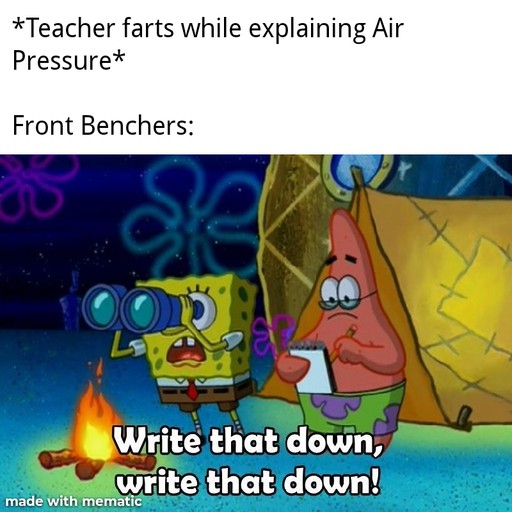 *Teacher farts while explaining Air
Pressure*
Front Benchers:
Write that down,
write that down!
made with mematic